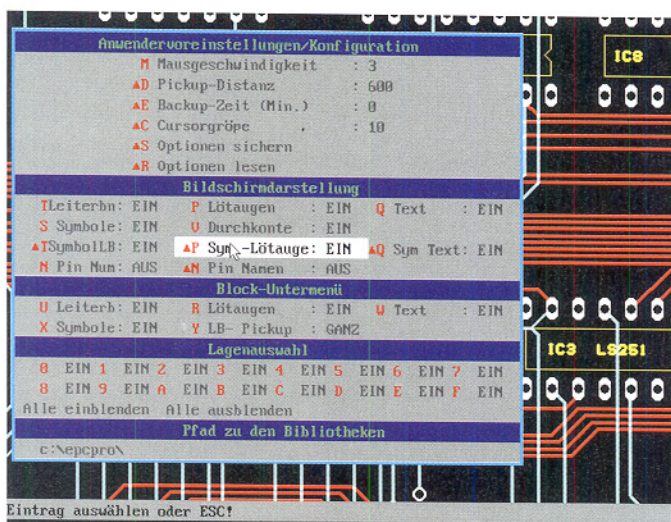 Anwendervoreinstellungen/Konfiguration
IC8
M Mausgeschwindigkeit : 3
▲D Pickup-Distanz : 600
▲E Backup-Zeit (Min.) : 0
▲C Cursorgröpe . : 10
▲S Optionen sichern
▲R Optionen lesen
Bildschirmdarstellung
TLeiterbn: EIN P Lötaugen : EIN Q Text : EIN
S Symbole: EIN V Durchkonte : EIN
▲TSymbolLB: EIN ▲P Sym.-Lötauge: EIN ▲Q Sym Text: EIN
N Pin Num: AUS ▲N Pin Namen : AUS
Block-Untermenü
U Leiterb: EIN R Lötaugen : EIN W Text : EIN
X Symbole: EIN Y LB- Pickup : GANZ
Lagenauswahl
IC3 LS251
0 EIN 1 EIN 2 EIN 3 EIN 4 EIN 5 EIN 6 EIN 7 EIN
8 EIN 9 EIN A EIN B EIN C EIN D EIN E EIN F EIN
Alle einblenden Alle ausblenden
Pfad zu den Bibliotheken
c:\epcpro\
Eintrag auswählen oder ESC!